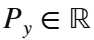 P_y ∈ ℝ